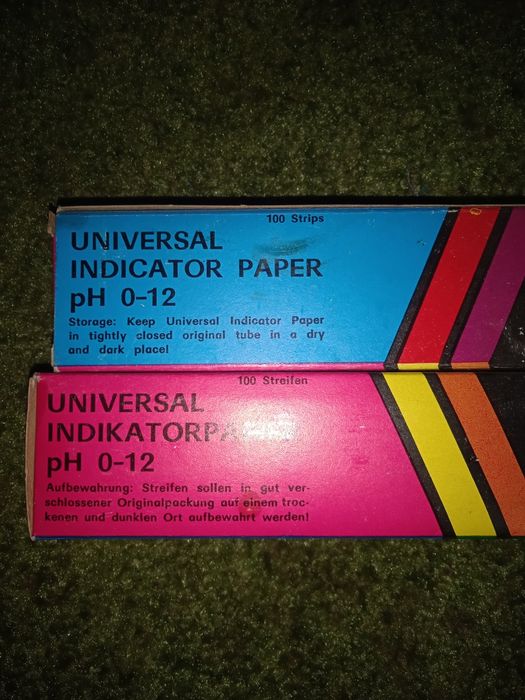 100 Strips
UNIVERSAL
INDICATOR PAPER
pH 0-12
Storage: Keep Universal Indicator Paper
in tightly closed original tube in a dry
and dark place!
100 Streifen
UNIVERSAL
INDIKATORPAPIER
pH 0-12
Aufbewahrung: Streifen sollen in gut ver-
schlossener Originalpackung auf einem troc-
kenen und dunklen Ort aufbewahrt werden!